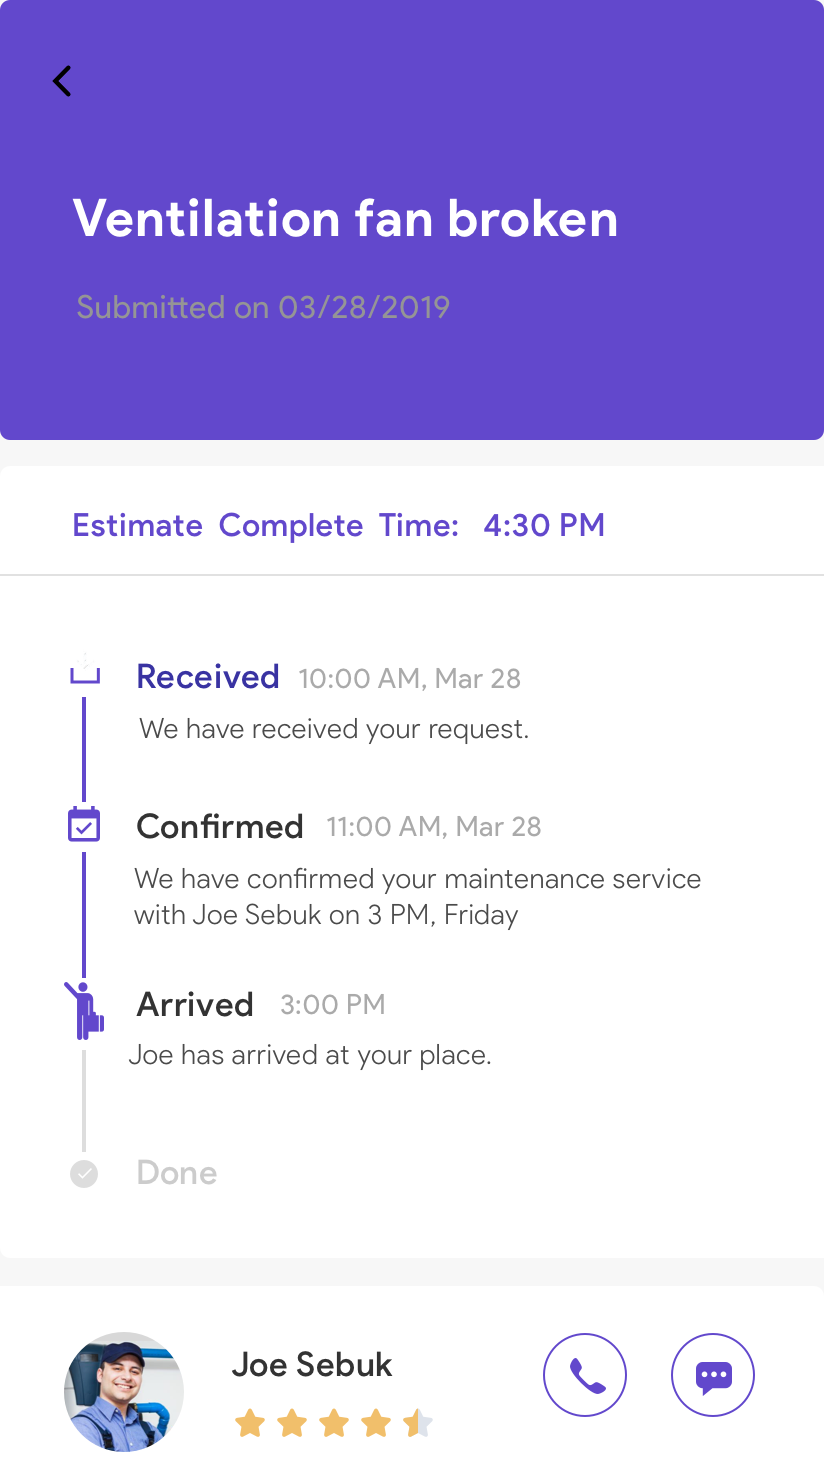 Ventilation fan broken
Submitted on 03/28/2019
Estimate Complete Time: 4:30 PM
Received 10:00 AM, Mar 28
We have received your request.
Confirmed 11:00 AM, Mar 28
We have confirmed your maintenance service
with Joe Sebuk on 3 PM, Friday
Arrived 3:00 PM
Joe has arrived at your place.
Done
Joe Sebuk